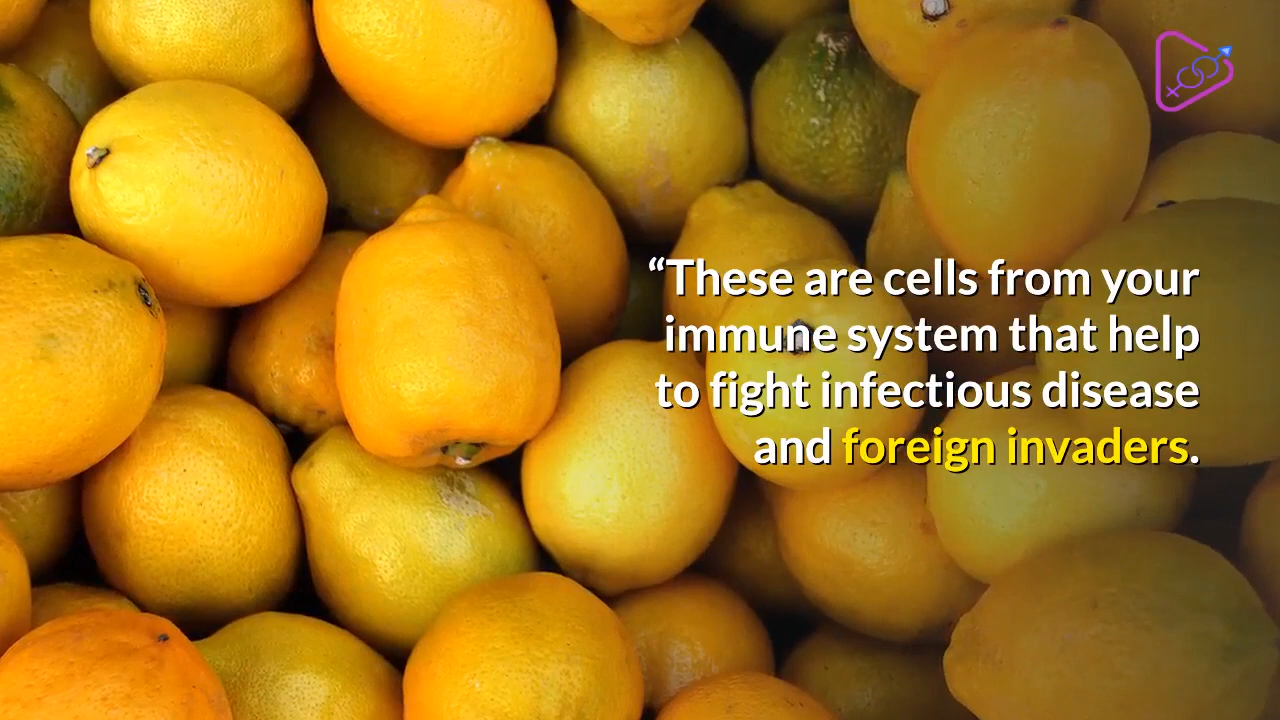 “These are cells from your
immune system that help
to fight infectious disease
and foreign invaders.